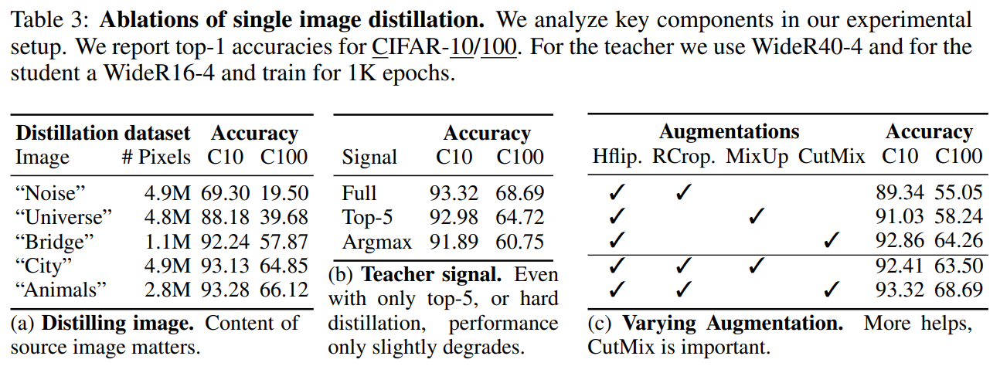 Table 3: Ablations of single image distillation. We analyze key components in our experimental
setup. We report top-1 accuracies for CIFAR-10/100. For the teacher we use WideR40-4 and for the
student a WideR16-4 and train for 1K epochs.
Distillation dataset Accuracy
Image # Pixels C10 C100
“Noise” 4.9M 69.30 19.50
“Universe” 4.8M 88.18 39.68
“Bridge” 1.1M 92.24 57.87
“City” 4.9M 93.13 64.85
“Animals” 2.8M 93.28 66.12
(a) Distilling image. Content of
source image matters.
Accuracy
Signal C10 C100
Full 93.32 68.69
Top-5 92.98 64.72
Argmax 91.89 60.75
(b) Teacher signal. Even
with only top-5, or hard
distillation, performance
only slightly degrades.
Augmentations Accuracy
Hflip. RCrop. MixUp CutMix C10 C100
✓ ✓ 89.34 55.05
✓ ✓ 91.03 58.24
✓ ✓ 92.86 64.26
✓ ✓ ✓ 92.41 63.50
✓ ✓ ✓ 93.32 68.69
(c) Varying Augmentation. More helps,
CutMix is important.